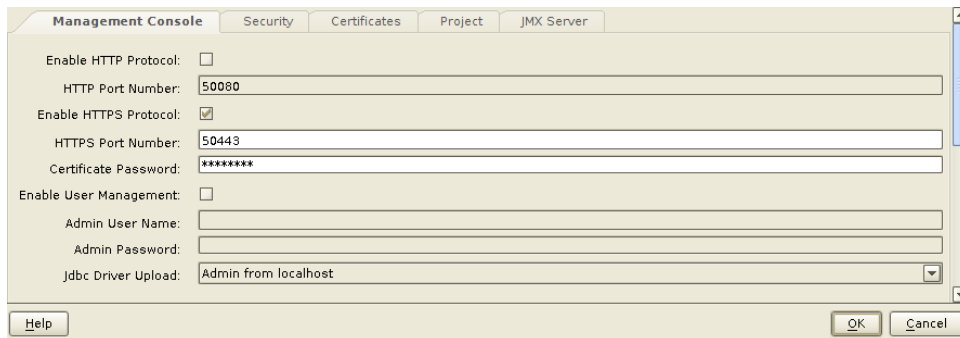 Management Console Security Certificates Project JMX Server
Enable HTTP Protocol:
HTTP Port Number: 50080
Enable HTTPS Protocol:
HTTPS Port Number: 50443
Certificate Password: ********
Enable User Management:
Admin User Name:
Admin Password:
Jdbc Driver Upload: Admin from localhost
Help OK Cancel